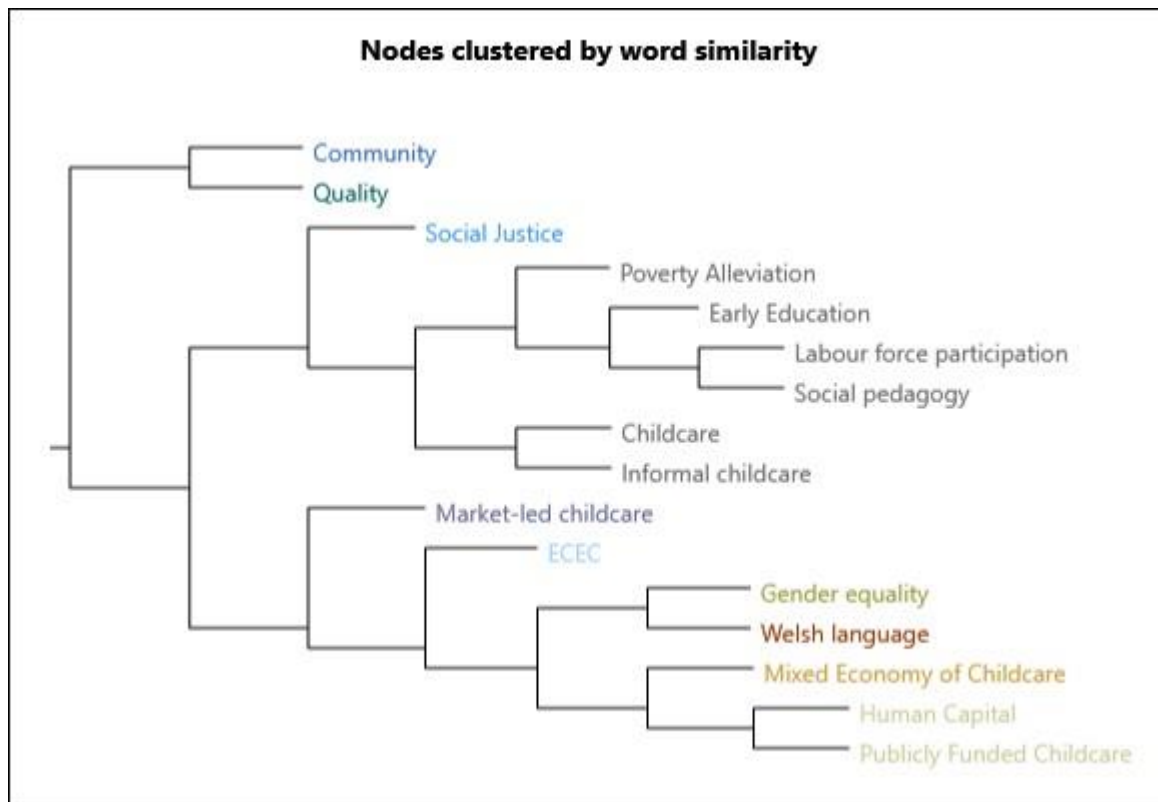 Nodes clustered by word similarity
Community
Quality
Social Justice
Poverty Alleviation
Early Education
Labour force participation
Social pedagogy
Childcare
Informal childcare
Market-led childcare
ECEC
Gender equality
Welsh language
Mixed Economy of Childcare
Human Capital
Publicly Funded Childcare